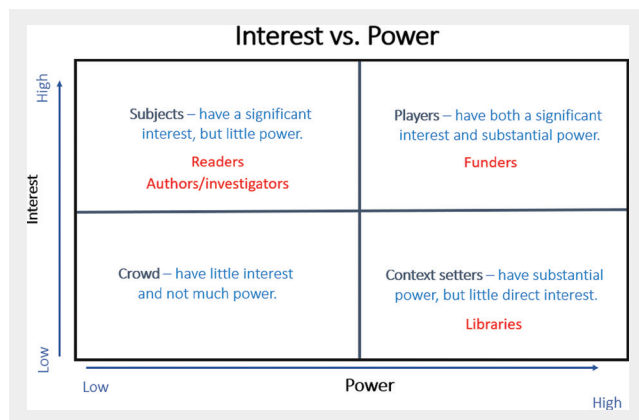 Interest vs. Power
High
Subjects – have a significant
interest, but little power.
Readers
Authors/investigators
Players – have both a significant
interest and substantial power.
Funders
Interest
Crowd – have little interest
and not much power.
Context setters – have substantial
power, but little direct interest.
Libraries
Low
Low
Power
High